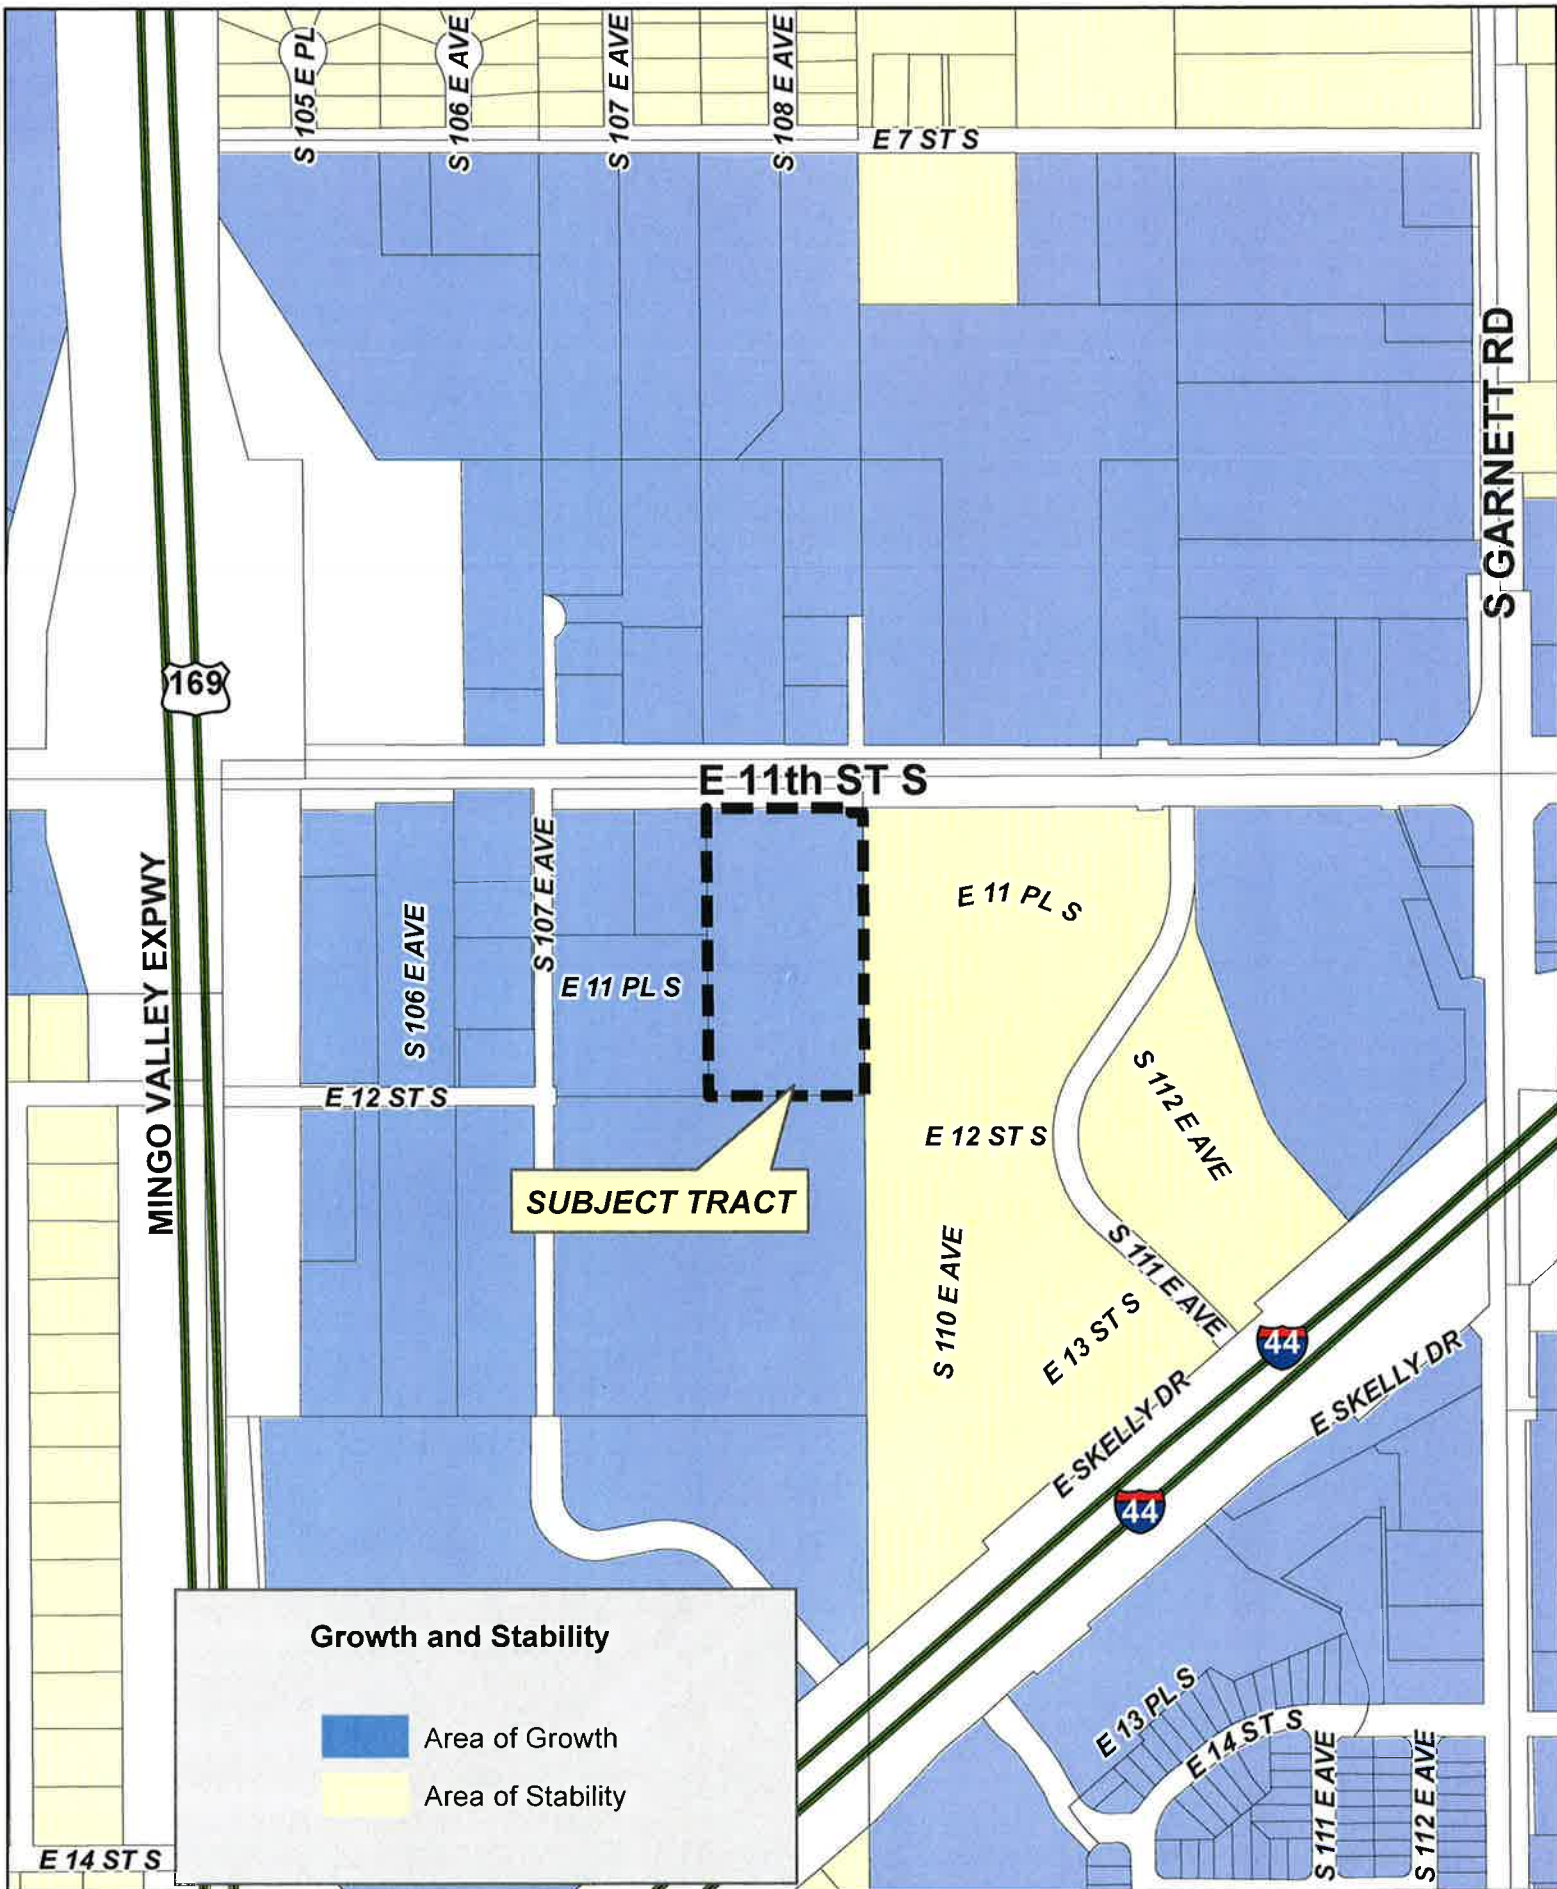 S 105 E PL
S 106 E AVE
S 107 E AVE
S 108 E AVE
E 7 ST S
S GARNETT RD
169
E 11th ST S
MINGO VALLEY EXPWY
S 106 E AVE
S 107 E AVE
E 11 PL S
E 11 PL S
E 12 ST S
E 12 ST S
S 112 E AVE
SUBJECT TRACT
S 110 E AVE
S 111 E AVE
E 13 ST S
44
E SKELLY DR
E SKELLY DR
44
Growth and Stability
Area of Growth
Area of Stability
E 13 PL S
E 14 ST S
S 111 E AVE
S 112 E AVE
E 14 ST S